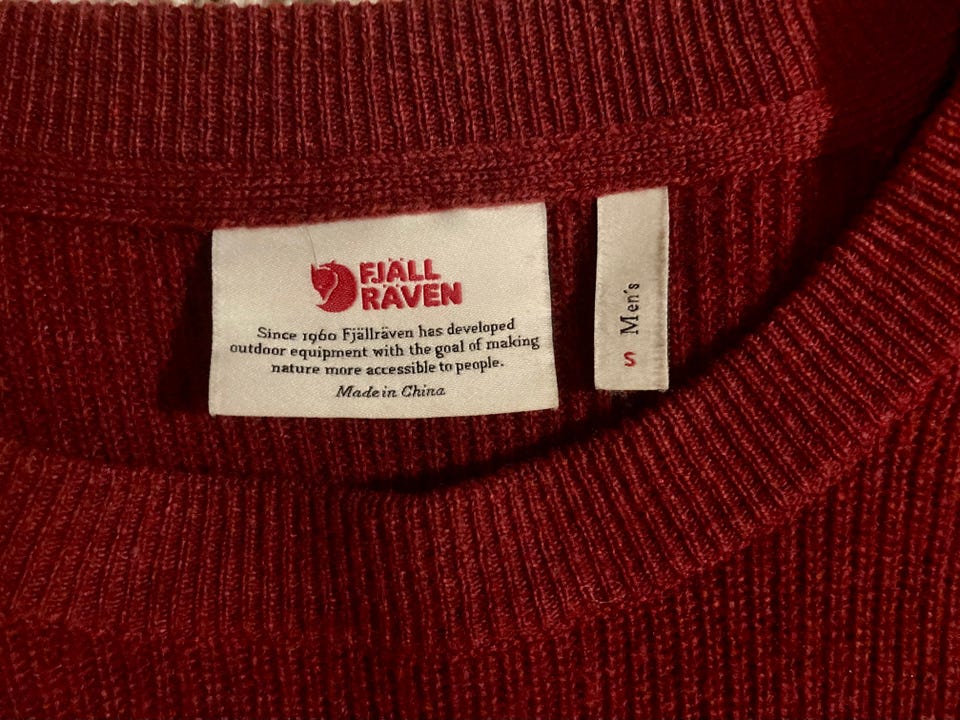 FJÄLL
RÄVEN
Since 1960 Fjällräven has developed
outdoor equipment with the goal of making
nature more accessible to people.
Made in China
Men's
S